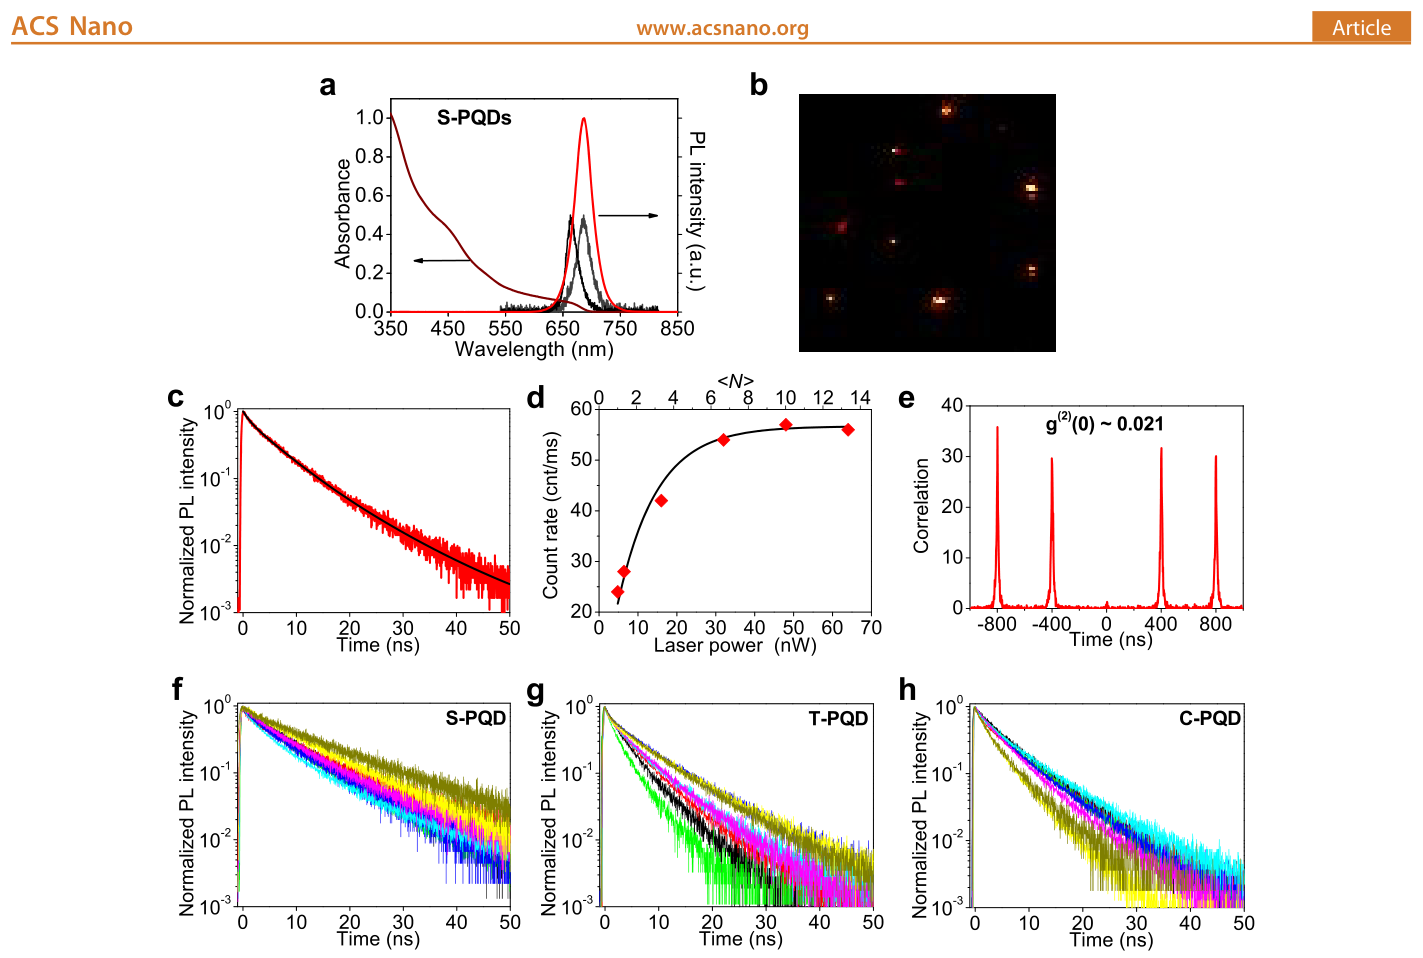 ACS Nano www.acsnano.org Article
a
S-PQDs
Absorbance
PL intensity (a.u.)
1.0
0.8
0.6
0.4
0.2
0.0
350 450 550 650 750 850
Wavelength (nm)
b
c
Normalized PL intensity
10^0
10^-1
10^-2
10^-3
0 10 20 30 40 50
Time (ns)
d
<N>
0 2 4 6 8 10 12 14
Count rate (cnt/ms)
60
50
40
30
20
0 10 20 30 40 50 60 70
Laser power (nW)
e
g(2)(0) ~ 0.021
Correlation
40
30
20
10
0
-800 -400 0 400 800
Time (ns)
f
S-PQD
Normalized PL intensity
10^0
10^-1
10^-2
10^-3
0 10 20 30 40 50
Time (ns)
g
T-PQD
Normalized PL intensity
10^0
10^-1
10^-2
10^-3
0 10 20 30 40 50
Time (ns)
h
C-PQD
Normalized PL intensity
10^0
10^-1
10^-2
10^-3
0 10 20 30 40 50
Time (ns)